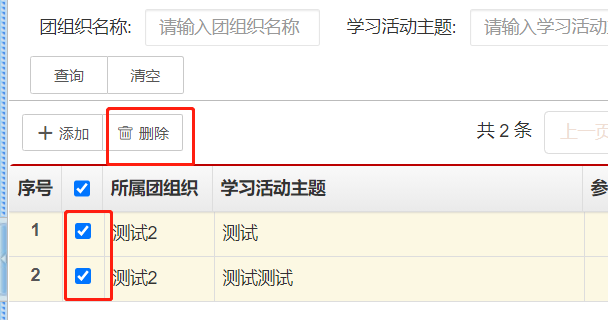 团组织名称: 请输入团组织名称 学习活动主题: 请输入学习活动
查询 清空
添加 删除 共 2 条 上一页
序号 所属团组织 学习活动主题 参
1 测试2 测试
2 测试2 测试测试